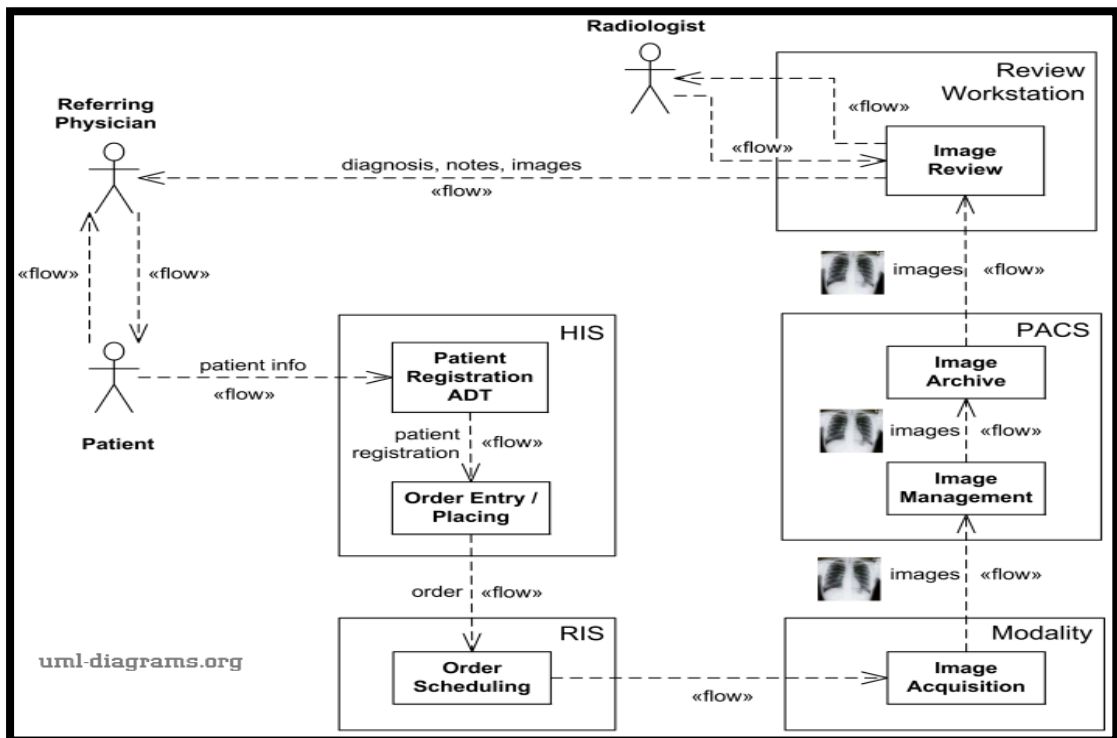 Radiologist
Review
Workstation
«flow»
«flow»
Image
Review
Referring
Physician
diagnosis, notes, images
«flow»
«flow»
«flow»
images
«flow»
HIS
PACS
Patient
Registration
ADT
patient info
«flow»
Patient
patient
registration
«flow»
Order Entry /
Placing
Image
Archive
images
«flow»
Image
Management
order
«flow»
images
«flow»
RIS
Order
Scheduling
«flow»
Modality
Image
Acquisition
uml-diagrams.org